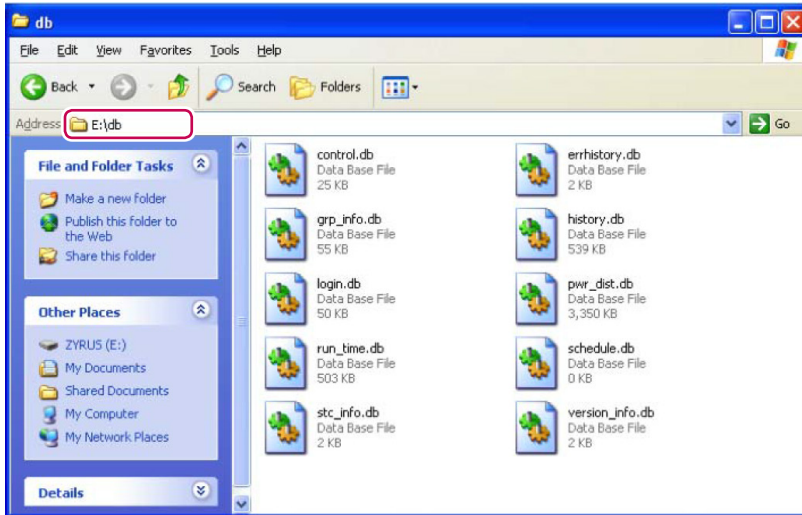 db
File Edit View Favorites Tools Help
Back Search Folders
Address E:\db Go
File and Folder Tasks
Make a new folder
Publish this folder to
the Web
Share this folder
Other Places
ZYRUS (E:)
My Documents
Shared Documents
My Computer
My Network Places
Details
control.db
Data Base File
25 KB
errhistory.db
Data Base File
2 KB
grp_info.db
Data Base File
55 KB
history.db
Data Base File
539 KB
login.db
Data Base File
50 KB
pwr_dist.db
Data Base File
3,350 KB
run_time.db
Data Base File
503 KB
schedule.db
Data Base File
0 KB
stc_info.db
Data Base File
2 KB
version_info.db
Data Base File
2 KB